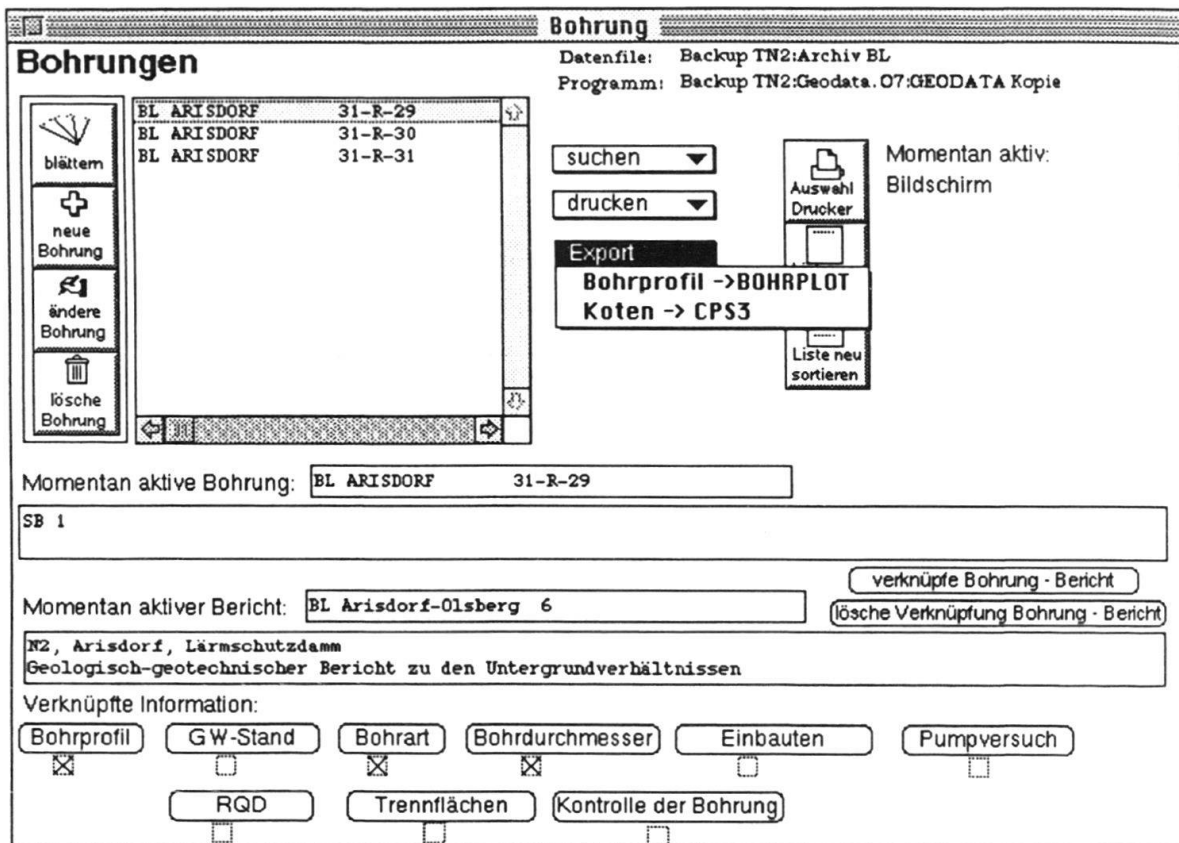 Bohrung
Bohrungen
Datenfile: Backup TN2:Archiv BL
Programm: Backup TN2:Geodata.07:GEODATA Kopie
blättern
neue
Bohrung
ändere
Bohrung
lösche
Bohrung
BL ARISDORF 31-R-29
BL ARISDORF 31-R-30
BL ARISDORF 31-R-31
suchen
drucken
Export
Bohrprofil ->BOHRPLOT
Koten -> CPS3
Auswahl
Drucker
Liste neu
sortieren
Momentan aktiv:
Bildschirm
Momentan aktive Bohrung: BL ARISDORF 31-R-29
SB 1
verknüpfe Bohrung - Bericht
Momentan aktiver Bericht: BL Arisdorf-Olsberg 6
lösche Verknüpfung Bohrung - Bericht
N2, Arisdorf, Lärmschutzdamm
Geologisch-geotechnischer Bericht zu den Untergrundverhältnissen
Verknüpfte Information:
Bohrprofil GW-Stand Bohrart Bohrdurchmesser Einbauten Pumpversuch
RQD Trennflächen Kontrolle der Bohrung